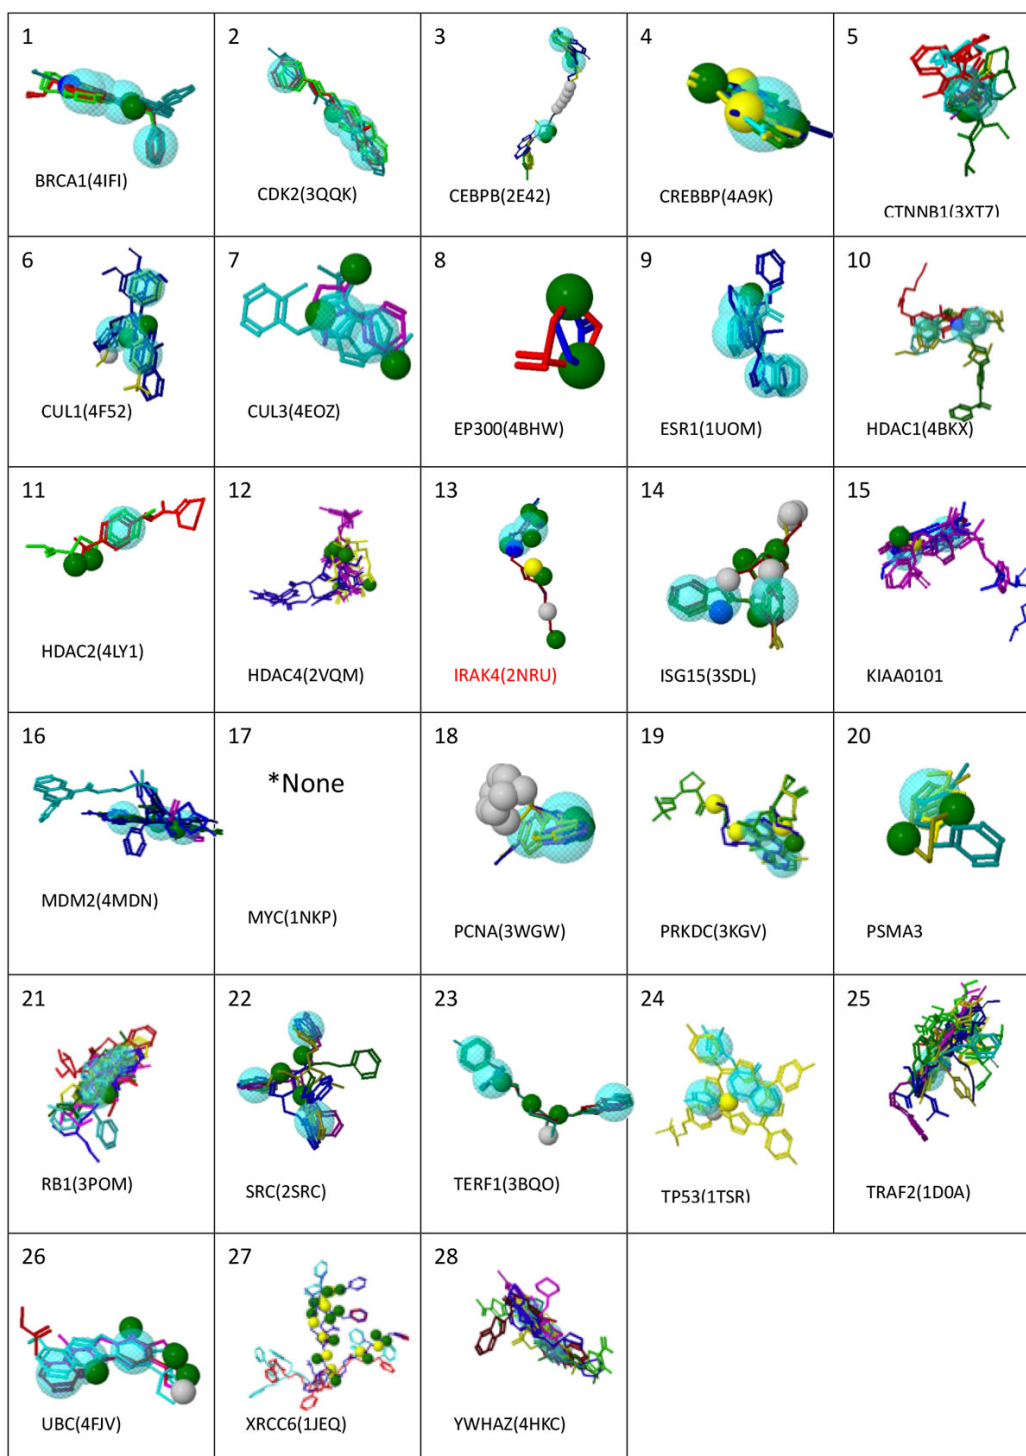 1
BRCA1(4IFI)
2
CDK2(3QQK)
3
CEBPB(2E42)
4
CREBBP(4A9K)
5
CTNNB1(3XT7)
6
CUL1(4F52)
7
CUL3(4EOZ)
8
EP300(4BHW)
9
ESR1(1UOM)
10
HDAC1(4BKX)
11
HDAC2(4LY1)
12
HDAC4(2VQM)
13
IRAK4(2NRU)
14
ISG15(3SDL)
15
KIAA0101
16
MDM2(4MDN)
17
*None
MYC(1NKP)
18
PCNA(3WGW)
19
PRKDC(3KGV)
20
PSMA3
21
RB1(3POM)
22
SRC(2SRC)
23
TERF1(3BQO)
24
TP53(1TSR)
25
TRAF2(1D0A)
26
UBC(4FJV)
27
XRCC6(1JEQ)
28
YWHAZ(4HKC)